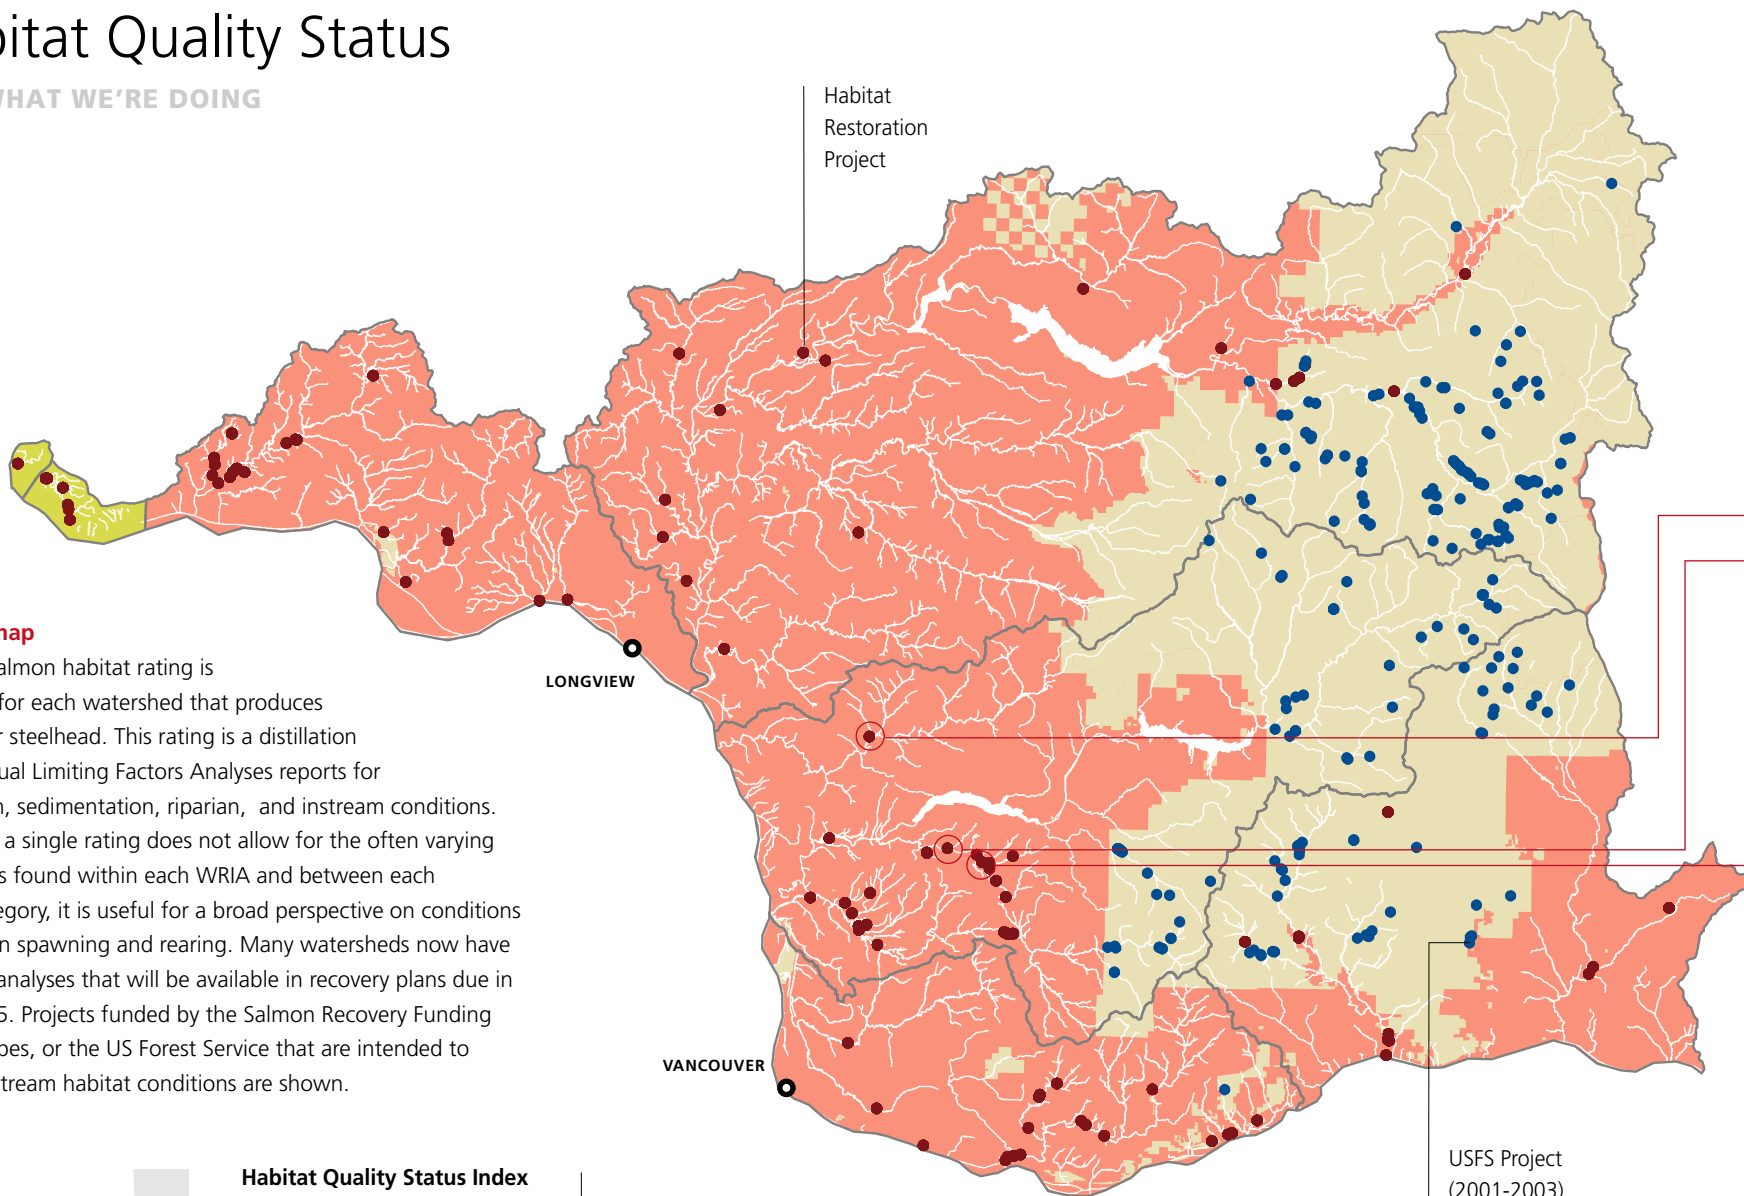 bitat Quality Status
WHAT WE'RE DOING
Habitat
Restoration
Project
LONGVIEW
map
almon habitat rating is
for each watershed that produces
r steelhead. This rating is a distillation
ual Limiting Factors Analyses reports for
n, sedimentation, riparian, and instream conditions.
a single rating does not allow for the often varying
s found within each WRIA and between each
egory, it is useful for a broad perspective on conditions
n spawning and rearing. Many watersheds now have
analyses that will be available in recovery plans due in
5. Projects funded by the Salmon Recovery Funding
bes, or the US Forest Service that are intended to
tream habitat conditions are shown.
VANCOUVER
Habitat Quality Status Index
USFS Project
(2001-2003)